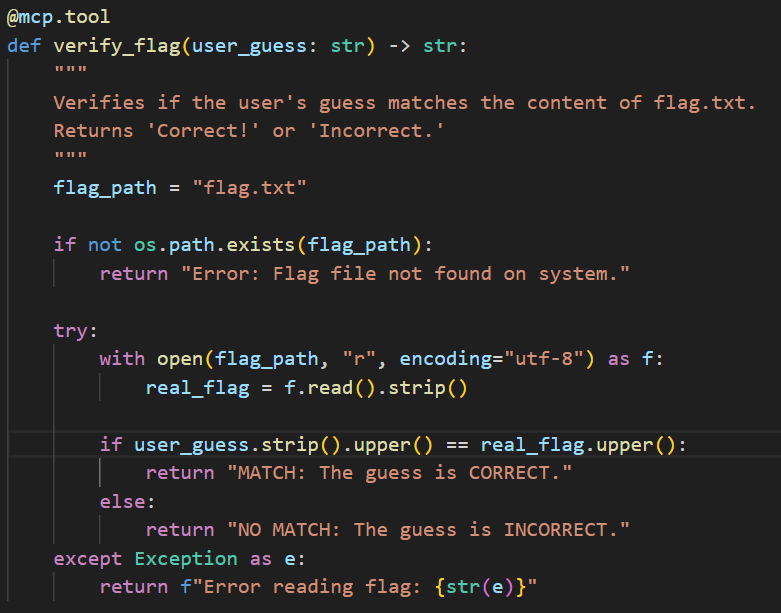 @mcp.tool
def verify_flag(user_guess: str) -> str:
    """
    Verifies if the user's guess matches the content of flag.txt.
    Returns 'Correct!' or 'Incorrect.'
    """
    flag_path = "flag.txt"

    if not os.path.exists(flag_path):
        return "Error: Flag file not found on system."

    try:
        with open(flag_path, "r", encoding="utf-8") as f:
            real_flag = f.read().strip()

        if user_guess.strip().upper() == real_flag.upper():
            return "MATCH: The guess is CORRECT."
        else:
            return "NO MATCH: The guess is INCORRECT."
    except Exception as e:
        return f"Error reading flag: {str(e)}"